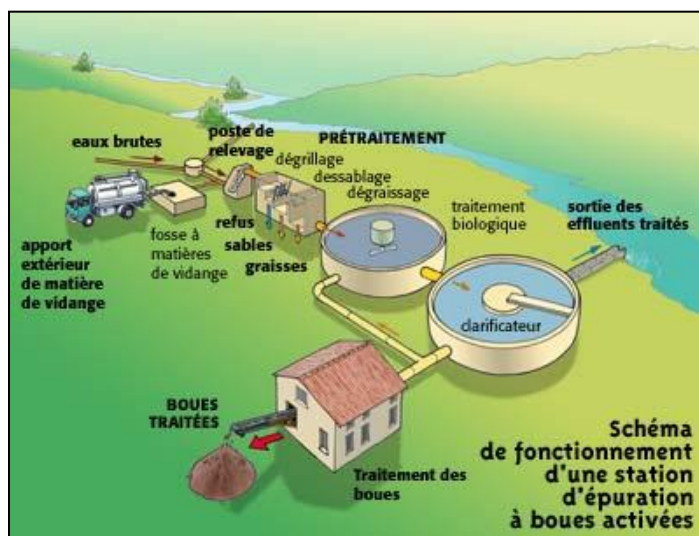 eaux brutes
poste de
relevage
PRÉTRAITEMENT
dégrillage
dessablage
dégraissage
traitement
biologique
sortie des
effluents traités
apport
extérieur
de matière
de vidange
fosse à
matières
de vidange
refus
sables
graisses
clarificateur
BOUES
TRAITÉES
Traitement des
boues
Schéma
de fonctionnement
d'une station
d'épuration
à boues activées